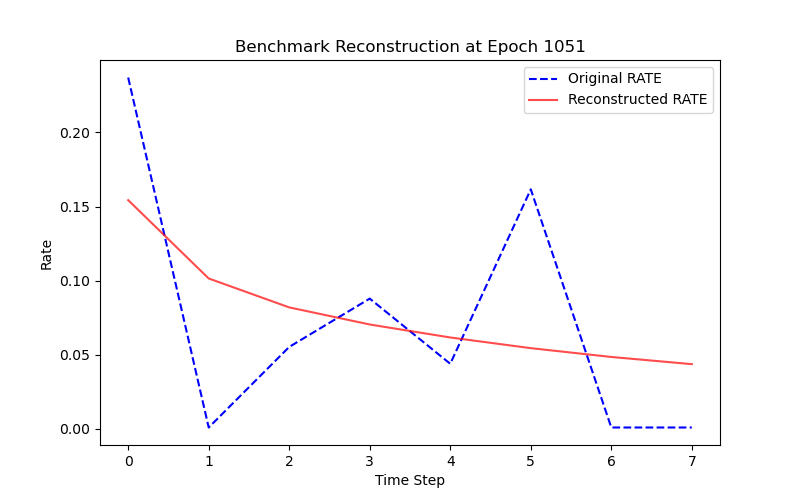 Benchmark Reconstruction at Epoch 1051
Original RATE
Reconstructed RATE
0.20
0.15
0.10
0.05
0.00
Rate
0 1 2 3 4 5 6 7
Time Step